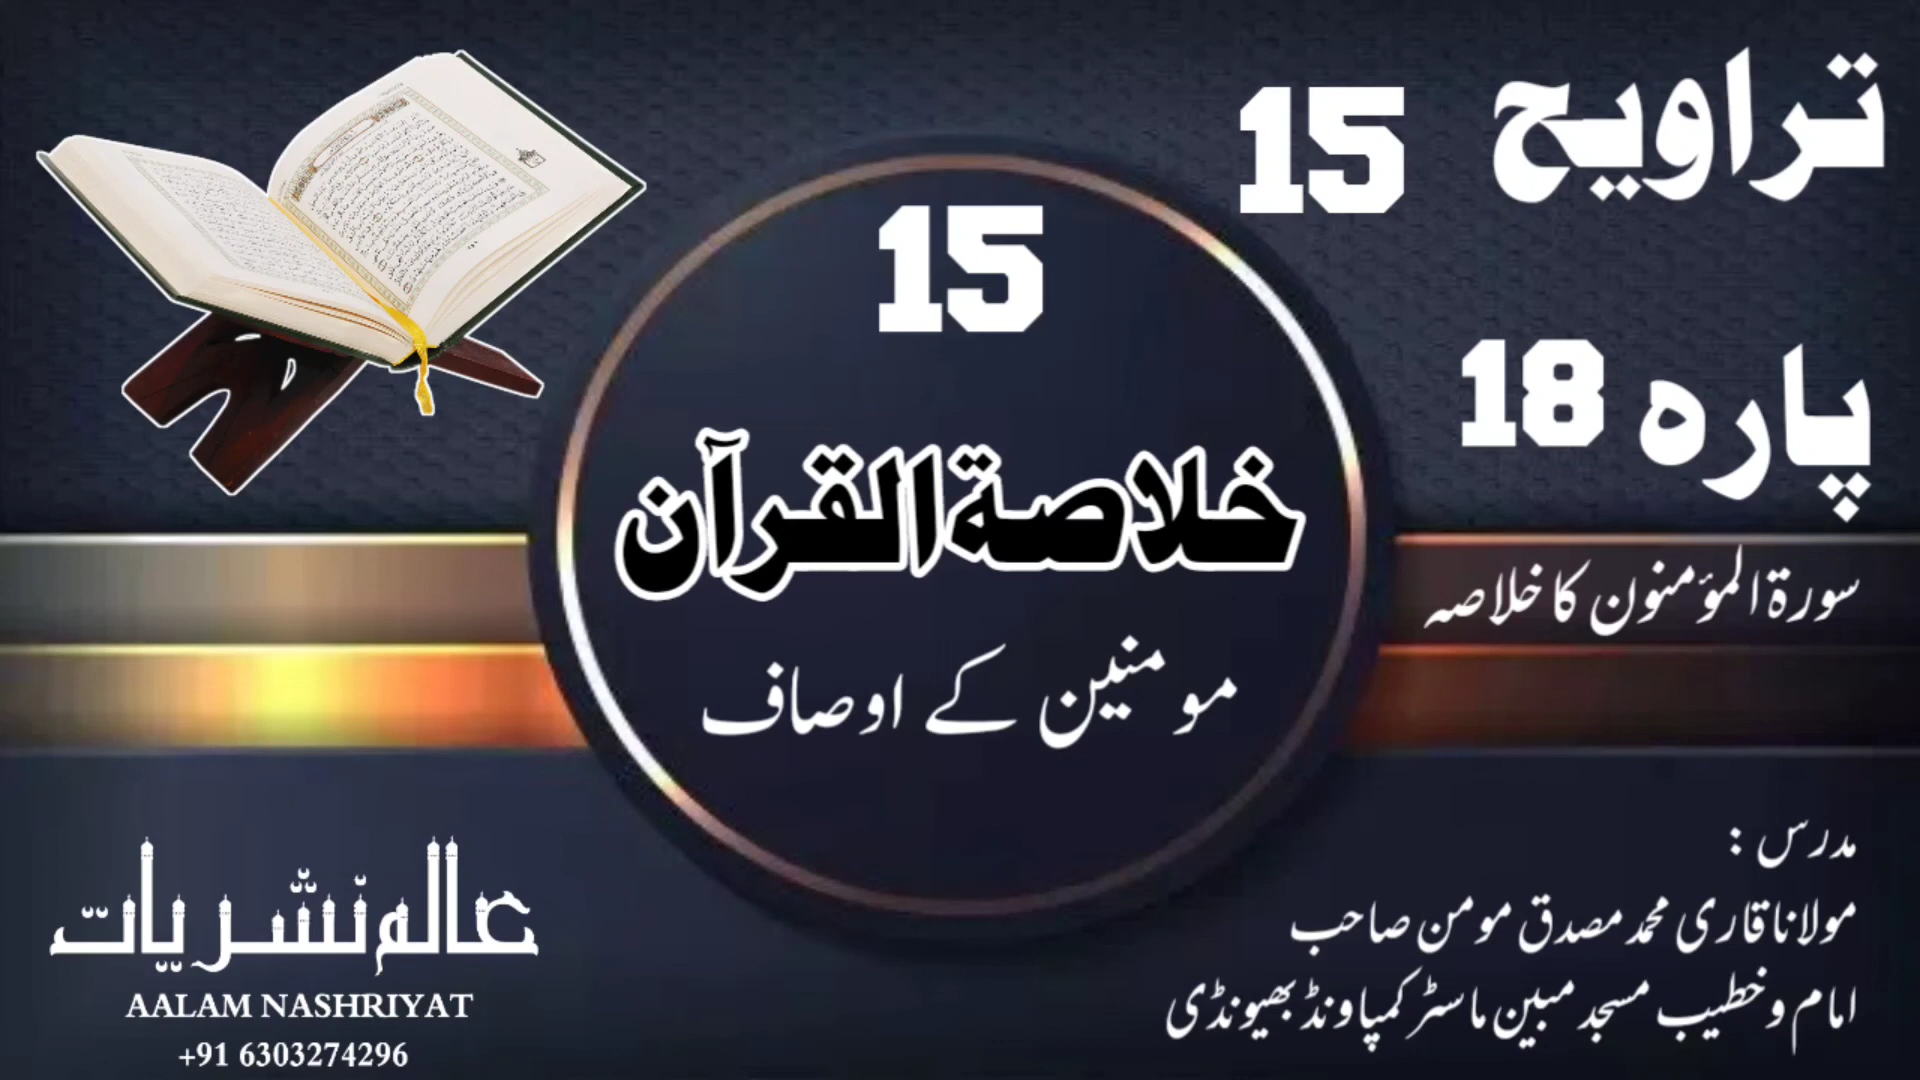 تراویح 15
پارہ 18
سورۃ المؤمنون کا خلاصہ
15
خلاصۃ القرآن
مومنین کے اوصاف
مدرس :
مولانا قاری محمد مصدق مومن صاحب
امام و خطیب مسجد مبین ماسٹر کمپاونڈ بھیونڈی
عالم نشریات
AALAM NASHRIYAT
+91 6303274296